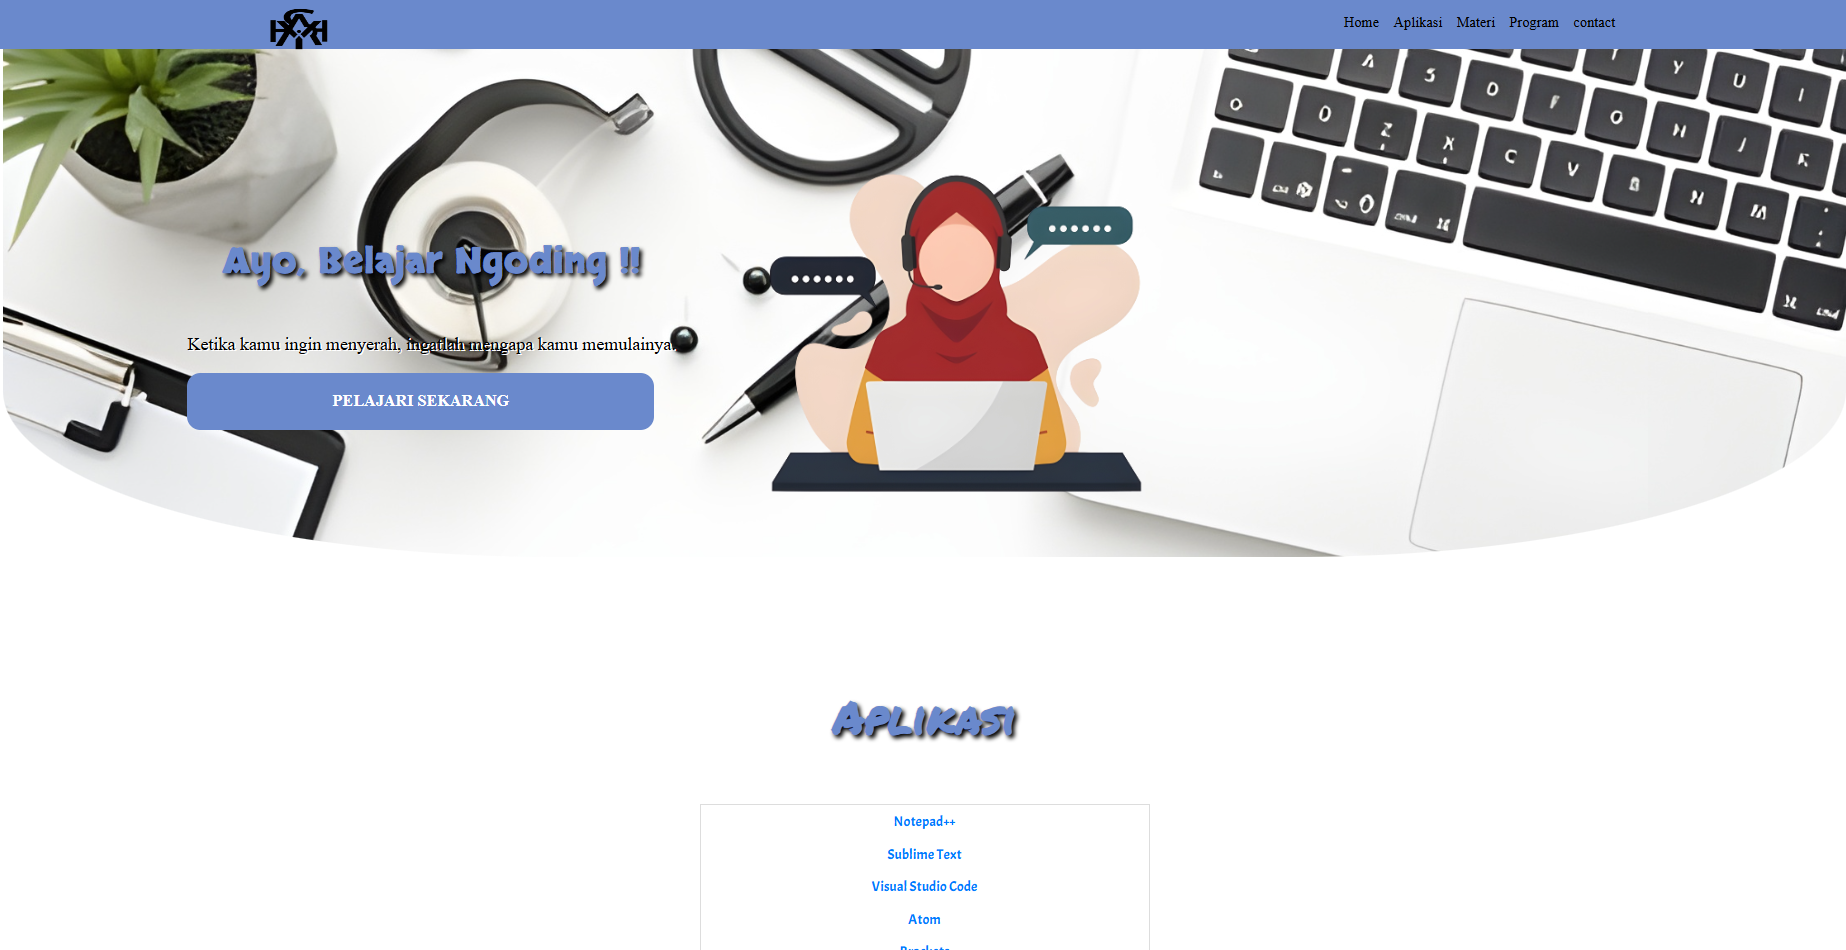 Home Aplikasi Materi Program contact
Ayo, Belajar Ngoding !!
Ketika kamu ingin menyerah, ingatlah mengapa kamu memulainya.
PELAJARI SEKARANG
Aplikasi
Notepad++
Sublime Text
Visual Studio Code
Atom
Brackets